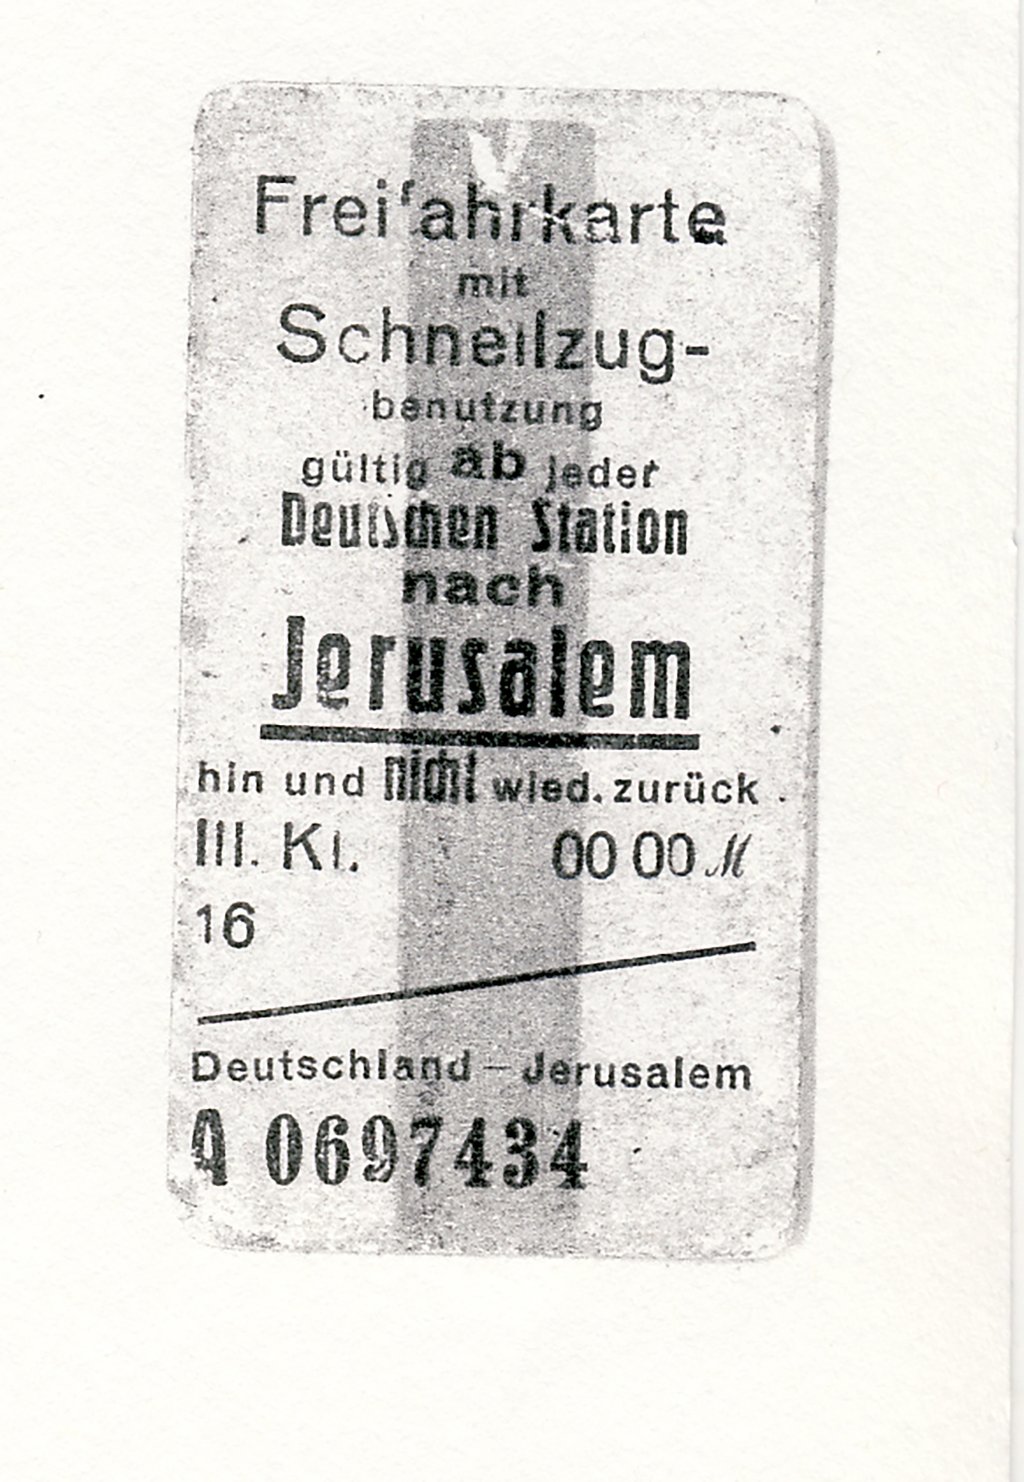 Freifahrkarte
mit
Schnellzug-
benutzung
gültig ab jeder
Deutschen Station
nach
Jerusalem
hin und nicht wied. zurück.
III. Kl. 00 00 M
16
Deutschland – Jerusalem
A 0697434